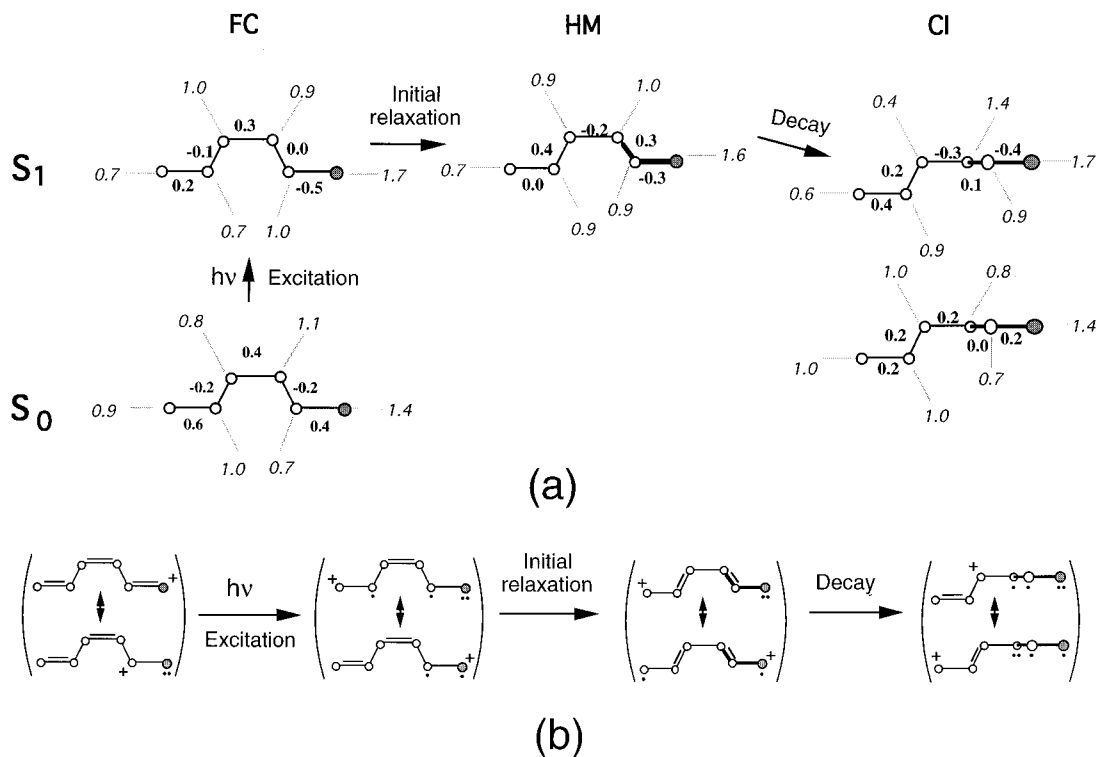 FC HM CI
1.0 0.9 0.9 1.0 0.4 1.4
Initial relaxation Decay
0.3 -0.2 -0.3 -0.4
-0.1 0.0 0.4 0.3 0.2 0.1
S1 0.7 0.2 -0.5 1.7 0.7 0.0 -0.3 1.6 0.6 0.4 1.7
0.7 1.0 0.9 0.9 0.9 0.9
hν Excitation
0.8 1.1 1.0 0.8
0.4 0.2
-0.2 -0.2 0.2 0.0 0.2 1.4
S0 0.9 0.6 0.4 1.4 1.0 0.2 0.7
1.0 0.7 1.0
(a)
+ + + +
hν Initial relaxation Decay
Excitation
+ + + +
(b)